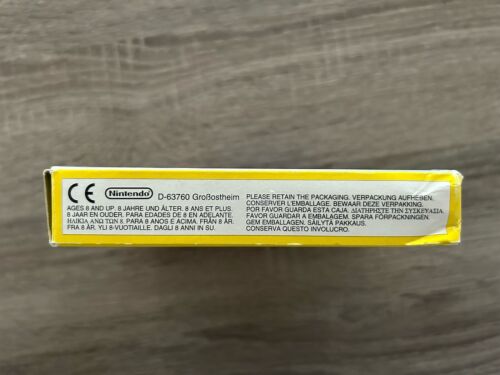 CE Nintendo D-63760 Großostheim
AGES 8 AND UP. 8 JAHRE UND ÄLTER. 8 ANS ET PLUS.
8 JAAR EN OUDER. PARA EDADES DE 8 EN ADELANTE.
ΗΛΙΚΙΑ ΑΝΩ ΤΩΝ 8. PARA 8 ANOS E ACIMA. FRÅN 8 ÅR.
FRA 8 ÅR. YLI 8-VUOTIAILLE. DAGLI 8 ANNI IN SU.
PLEASE RETAIN THE PACKAGING. VERPACKUNG AUFHEBEN.
CONSERVER L'EMBALLAGE. BEWAAR DEZE VERPAKKING.
POR FAVOR GUARDA ESTA CAJA. ΔΙΑΤΗΡΗΣΤΕ ΤΗΝ ΣΥΣΚΕΥΑΣΙΑ.
FAVOR GUARDAR A EMBALAGEM. SPARA FÖRPACKNINGEN.
GEM EMBALLAGEN. SÄILYTÄ PAKKAUS.
CONSERVA QUESTO INVOLUCRO.